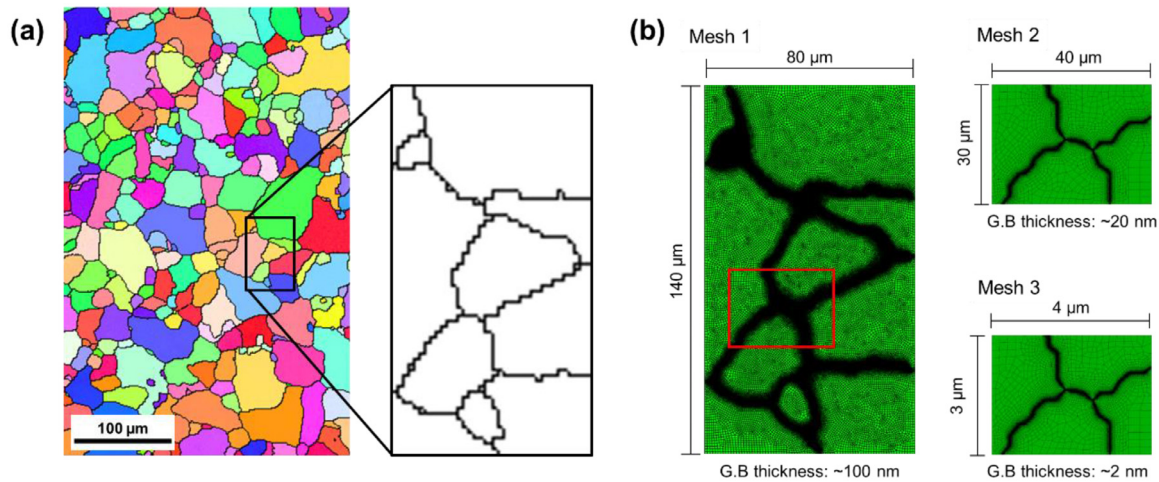 (a)
100 µm
(b)
Mesh 1
80 µm
140 µm
G.B thickness: ~100 nm
Mesh 2
40 µm
30 µm
G.B thickness: ~20 nm
Mesh 3
4 µm
3 µm
G.B thickness: ~2 nm